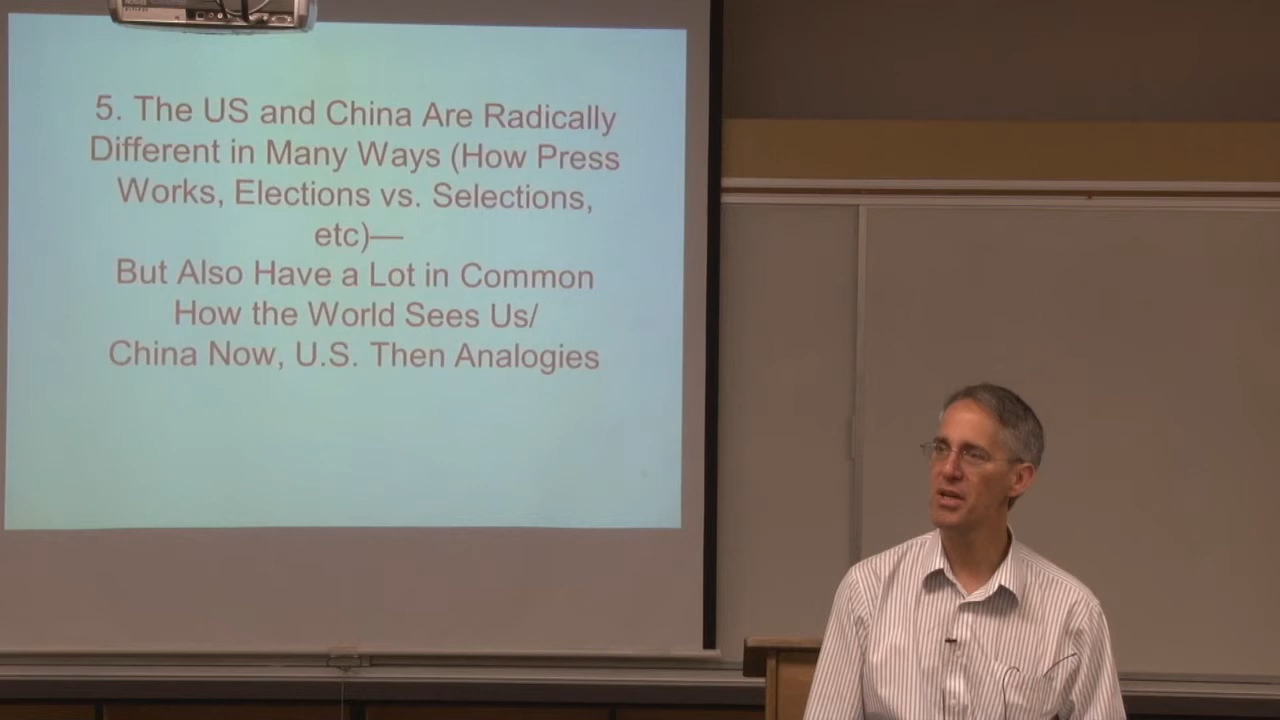 5. The US and China Are Radically
Different in Many Ways (How Press
Works, Elections vs. Selections,
etc)—
But Also Have a Lot in Common
How the World Sees Us/
China Now, U.S. Then Analogies